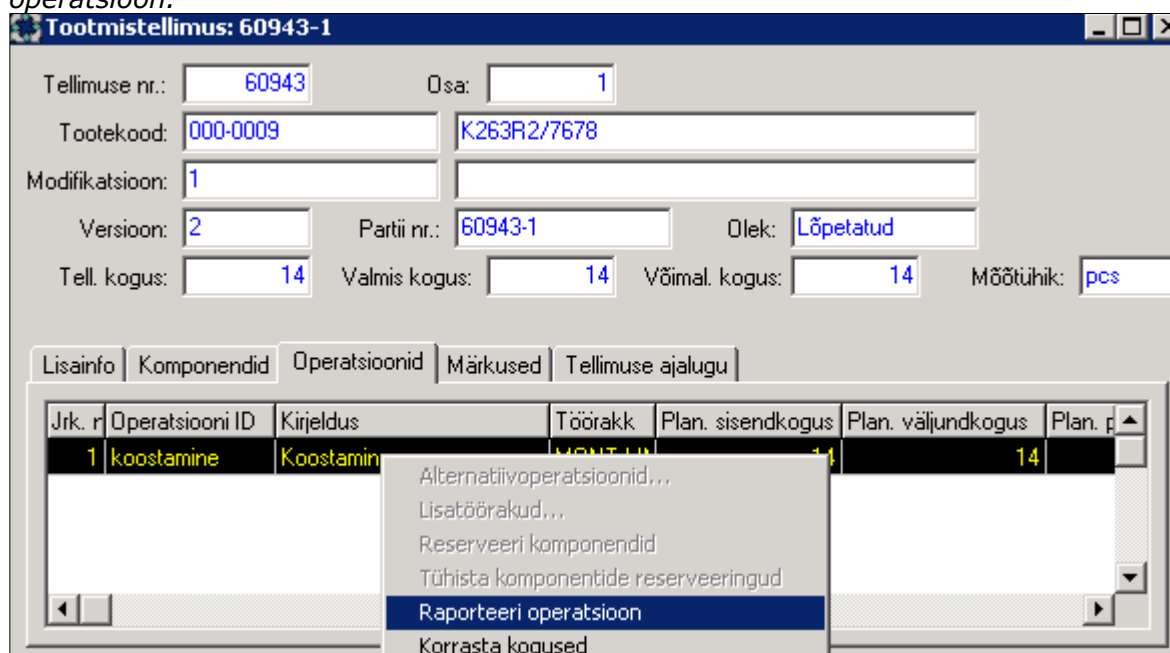 operatsioon.
Tootmistellimus: 60943-1
Tellimuse nr.: 60943 Osa: 1
Tootekood: 000-0009 K263R2/7678
Modifikatsioon: 1
Versioon: 2 Partii nr.: 60943-1 Olek: Lõpetatud
Tell. kogus: 14 Valmis kogus: 14 Võimal. kogus: 14 Mõõtühik: pcs
Lisainfo Komponendid Operatsioonid Märkused Tellimuse ajalugu
Jrk. r Operatsiooni ID Kirjeldus Töörakk Plan. sisendkogus Plan. väljundkogus Plan.
1 koostamine Koostamin 14 14
Alternatiivoperatsioonid...
Lisatöörakud...
Reserveeri komponendid
Tühista komponentide reserveeringud
Raporteeri operatsioon
Korrasta kogused